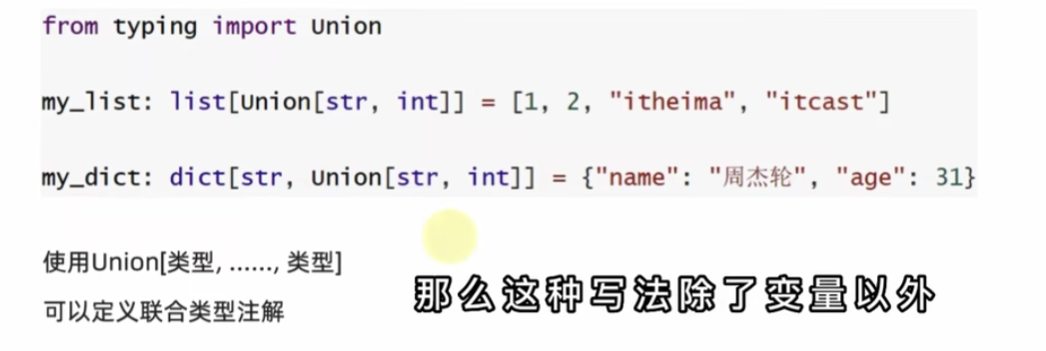 from typing import Union
my_list: list[Union[str, int]] = [1, 2, "itheima", "itcast"]
my_dict: dict[str, Union[str, int]] = {"name": "周杰轮", "age": 31}
使用Union[类型, ......, 类型]
可以定义联合类型注解
那么这种写法除了变量以外